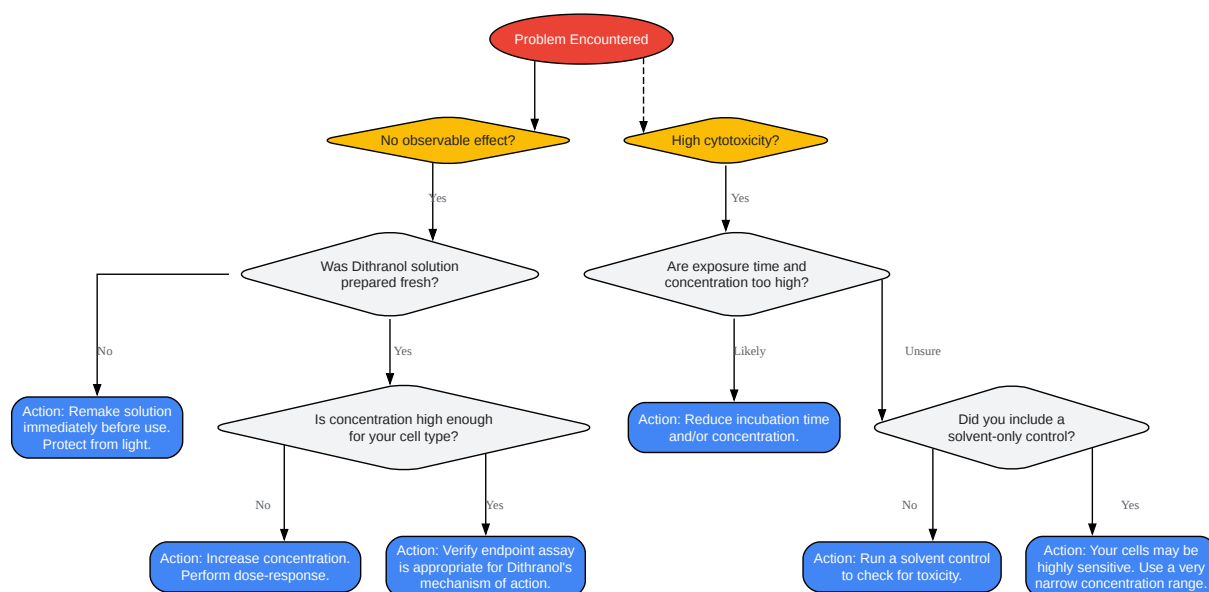 Problem Encountered
No observable effect?
High cytotoxicity?
Yes
Yes
Was Dithranol solution
prepared fresh?
Are exposure time and
concentration too high?
No
Yes
Likely
Unsure
Action: Remake solution
immediately before use.
Protect from light.
Is concentration high enough
for your cell type?
Action: Reduce incubation time
and/or concentration.
Did you include a
solvent-only control?
No
Yes
No
Yes
Action: Increase concentration.
Perform dose-response.
Action: Verify endpoint assay
is appropriate for Dithranol's
mechanism of action.
Action: Run a solvent control
to check for toxicity.
Action: Your cells may be
highly sensitive. Use a very
narrow concentration range.